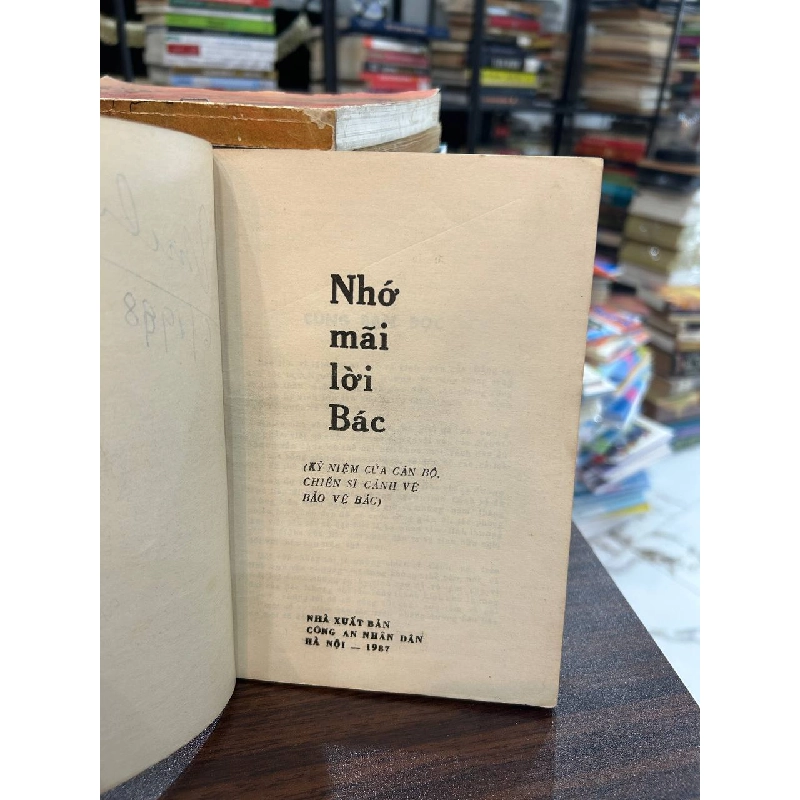 Nhớ
mãi
lời
Bác
(KỶ NIỆM CỦA CÁN BỘ,
CHIẾN SĨ CẢNH VỆ
BẢO VỆ BÁC)
NHÀ XUẤT BẢN
CÔNG AN NHÂN DÂN
HÀ NỘI — 1987
1998